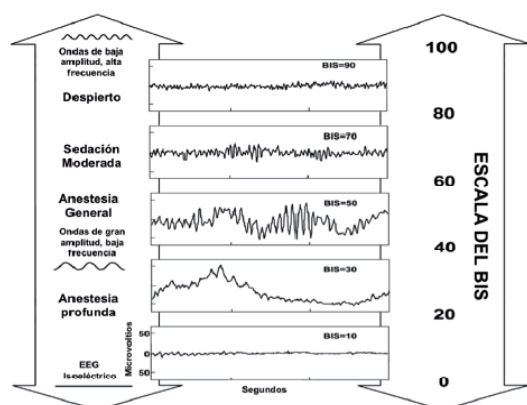 Ondas de baja
amplitud, alta
frecuencia
Despierto
Sedación
Moderada
Anestesia
General
Ondas de gran
amplitud, baja
frecuencia
Anestesia
profunda
EEG
Isoeléctrico
BIS=90
BIS=70
BIS=50
BIS=30
BIS=10
Microvoltios
50
0
50
Segundos
100
80
60
40
20
0
ESCALA DEL BIS